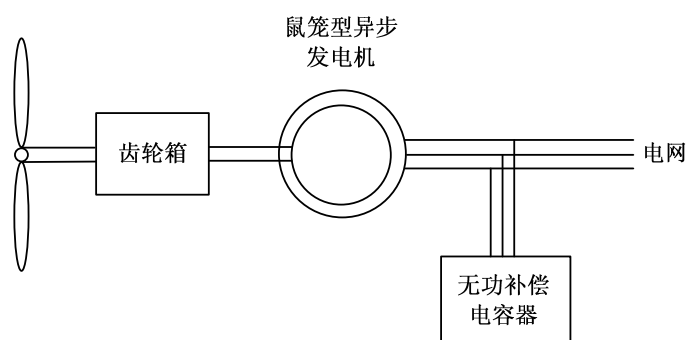 鼠笼型异步
发电机
齿轮箱
电网
无功补偿
电容器